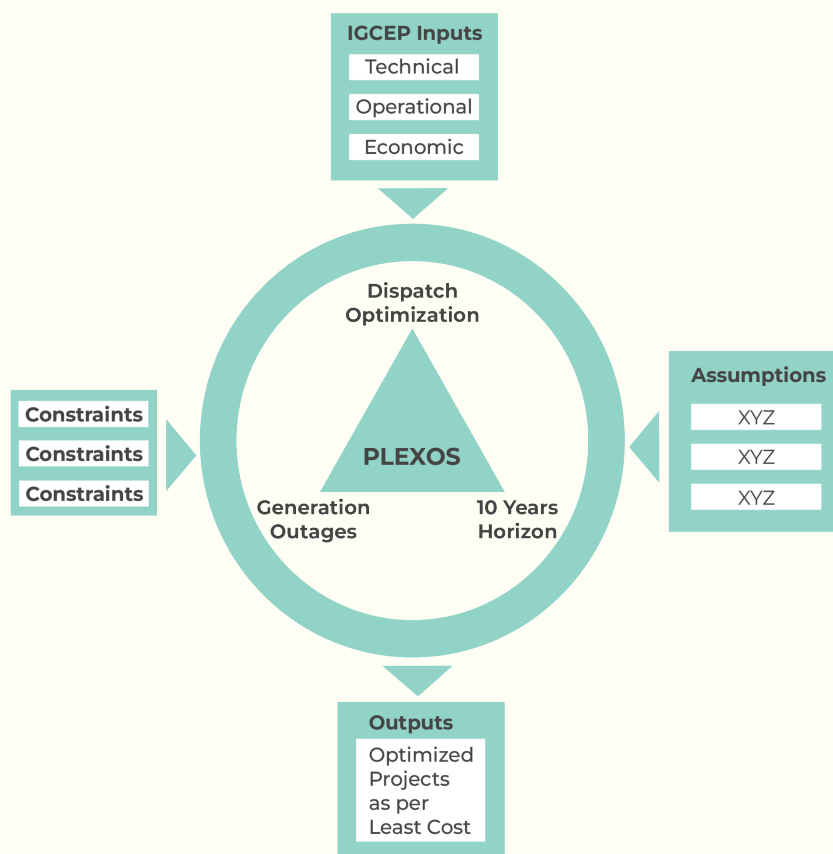 IGCEP Inputs
Technical
Operational
Economic
Dispatch
Optimization
Constraints
Constraints
Constraints
PLEXOS
Generation
Outages
10 Years
Horizon
Assumptions
XYZ
XYZ
XYZ
Outputs
Optimized
Projects
as per
Least Cost